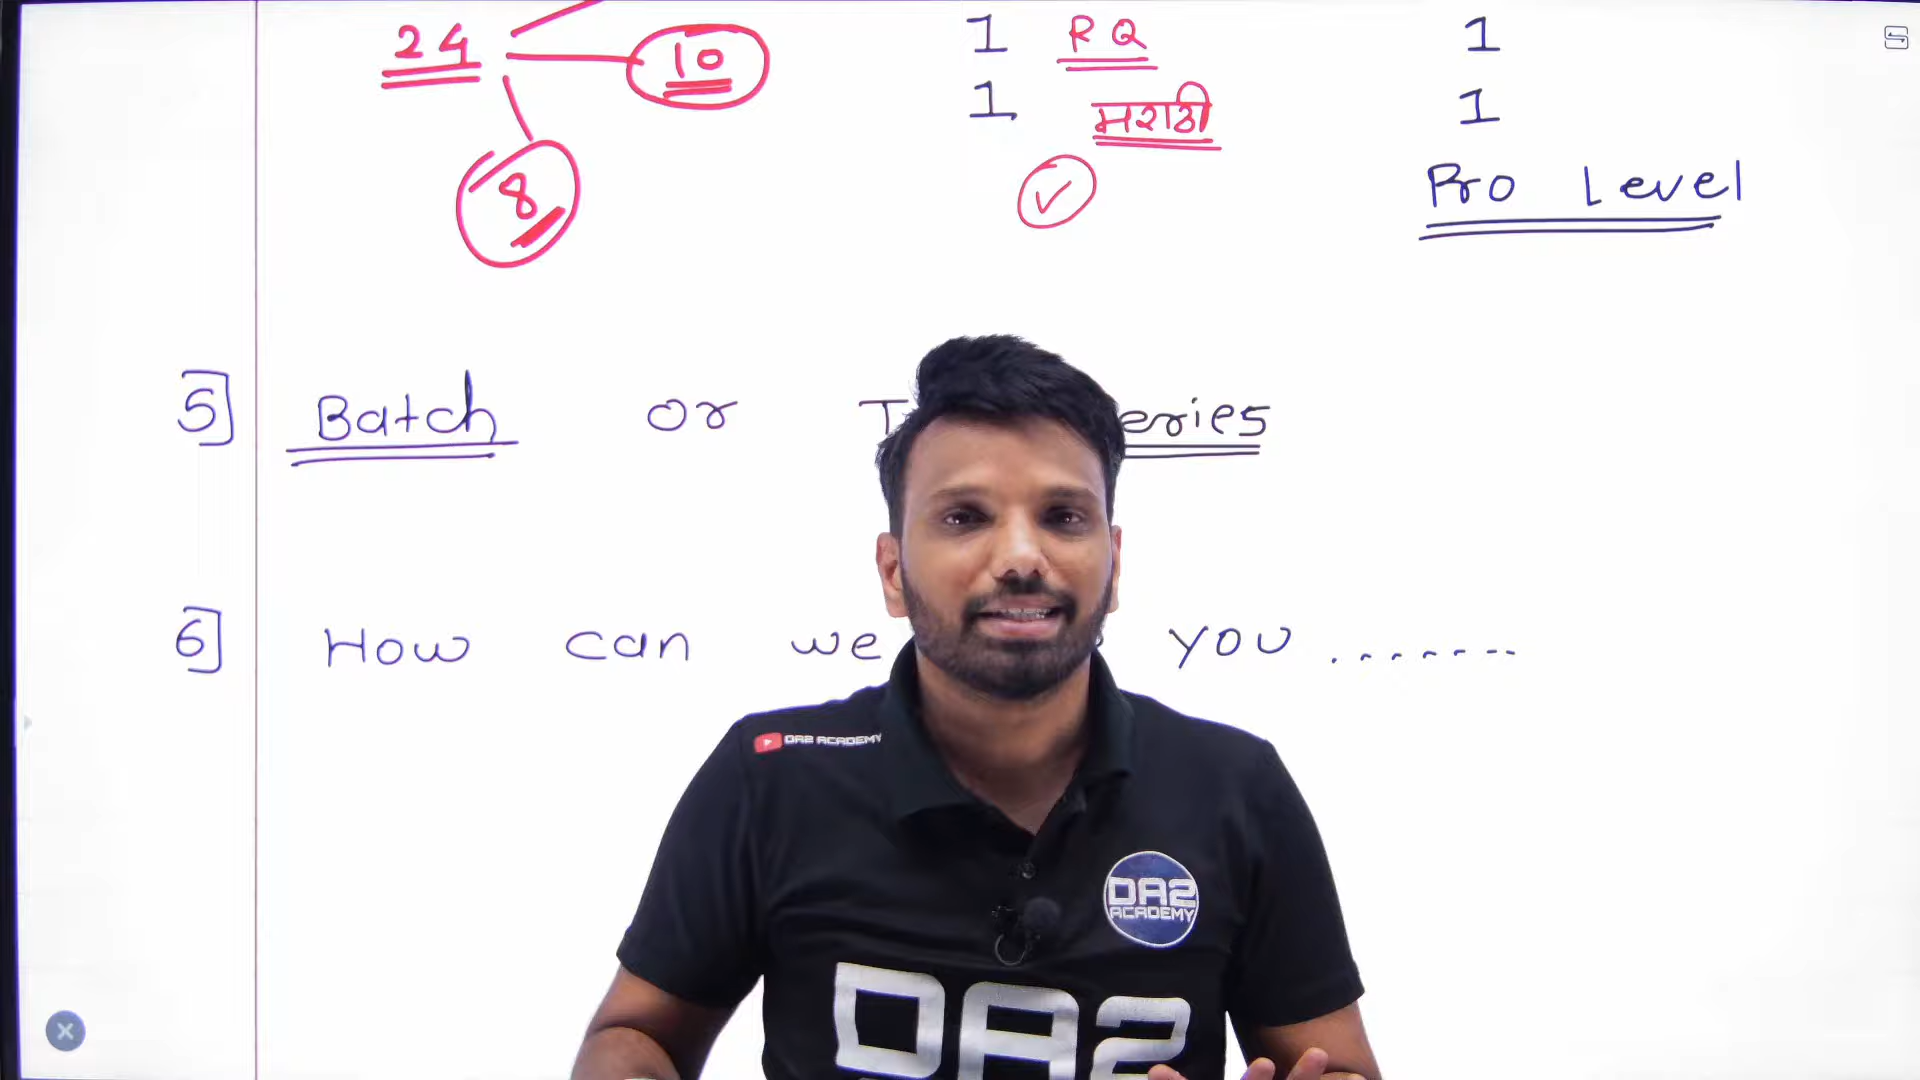 24 10 1 RQ 1
1 मराठी 1
8 Pro Level
5] Batch or T eries
6] How can we you .......
DA2 ACADEMY
DA2
ACADEMY
DA2